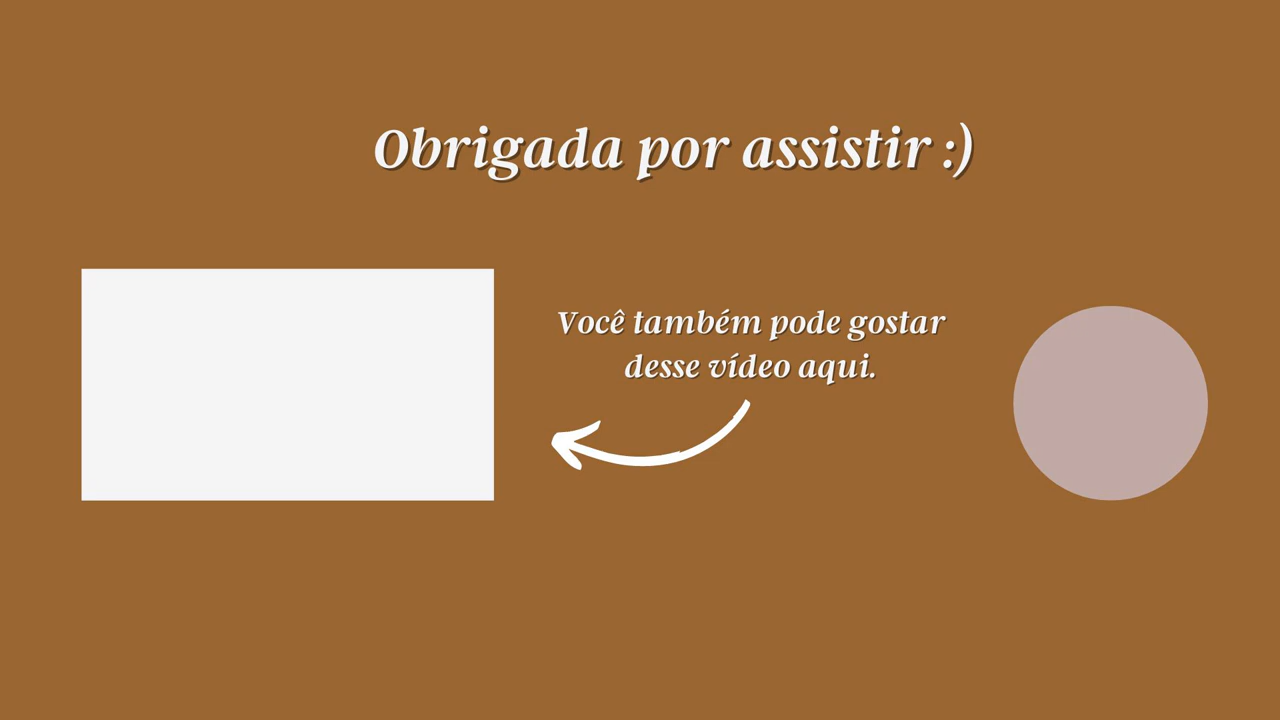 Obrigada por assistir :)
Você também pode gostar
desse vídeo aqui.